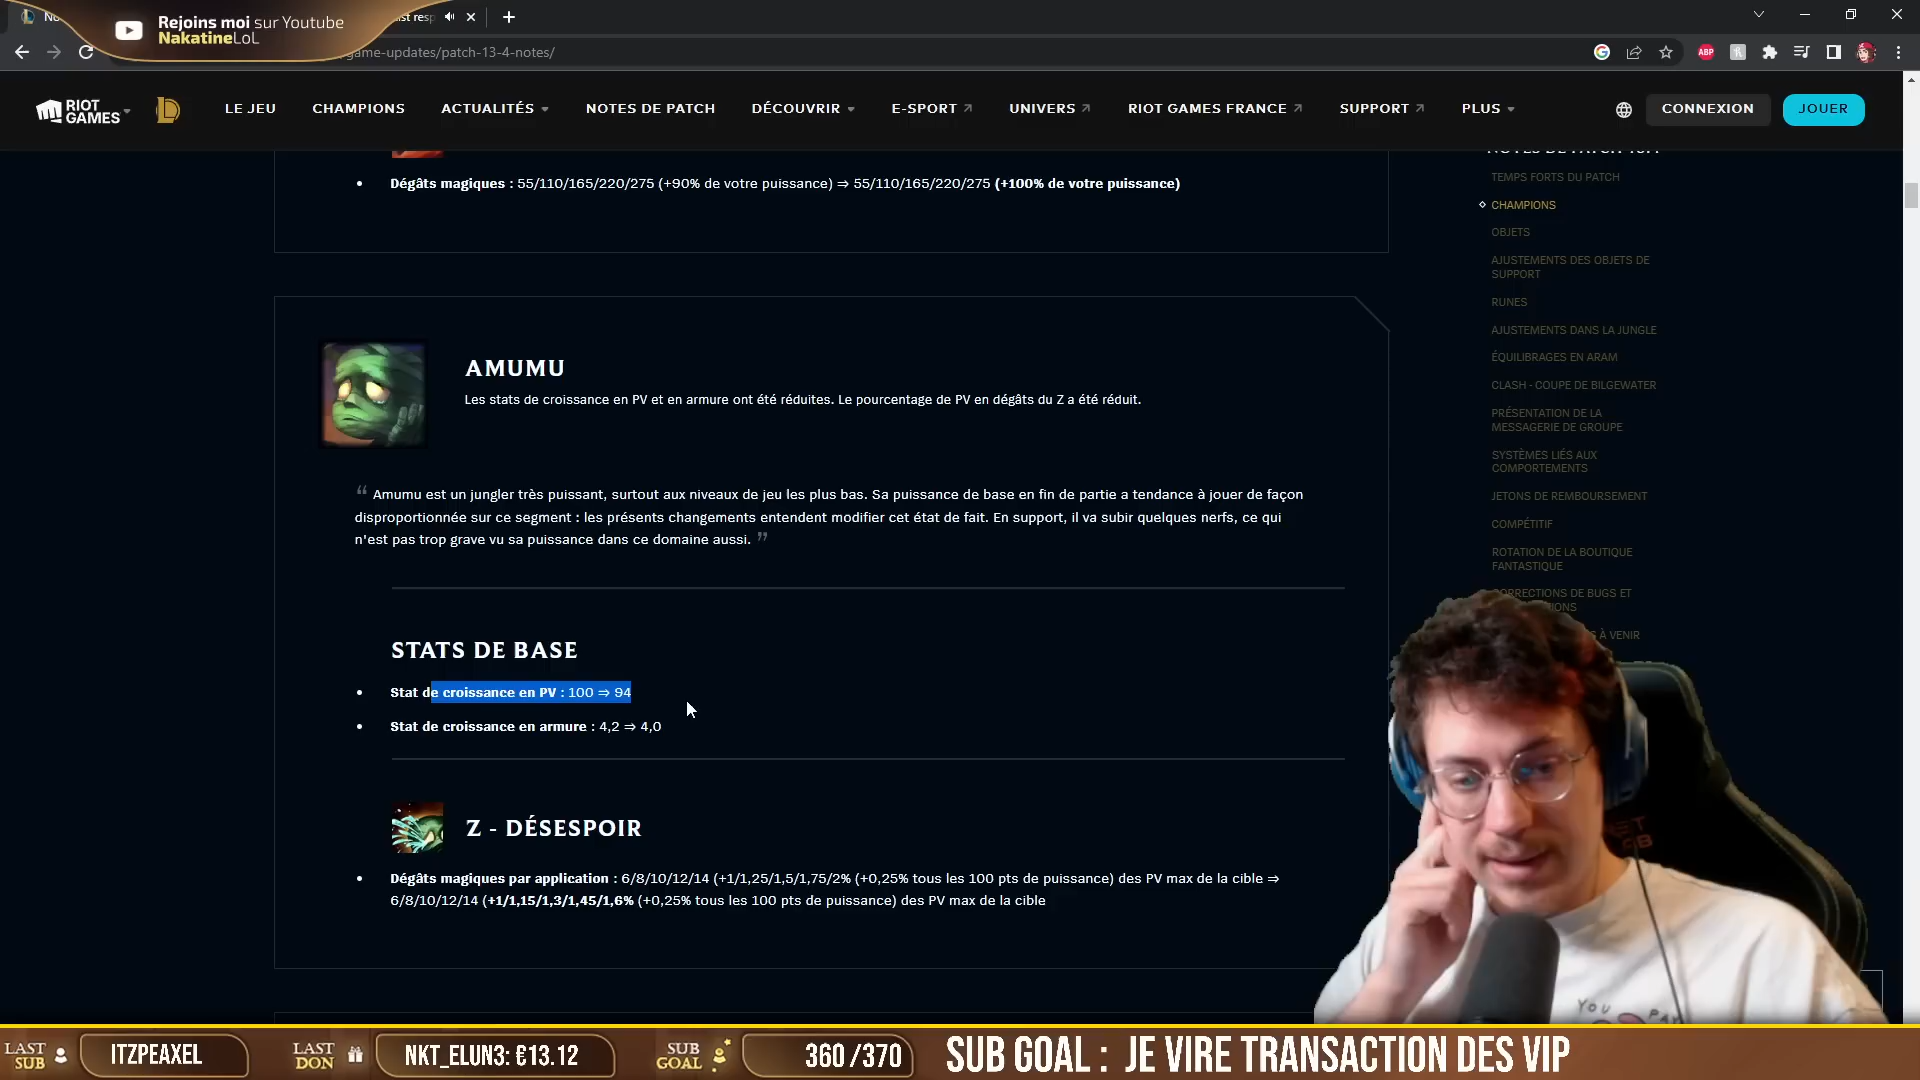 Rejoins moi sur Youtube
NakatineLoL
game-updates/patch-13-4-notes/
RIOT GAMES
LE JEU
CHAMPIONS
ACTUALITÉS
NOTES DE PATCH
DÉCOUVRIR
E-SPORT
UNIVERS
RIOT GAMES FRANCE
SUPPORT
PLUS
CONNEXION
JOUER
Dégâts magiques : 55/110/165/220/275 (+90% de votre puissance) ⇒ 55/110/165/220/275 (+100% de votre puissance)
AMUMU
Les stats de croissance en PV et en armure ont été réduites. Le pourcentage de PV en dégâts du Z a été réduit.
“ Amumu est un jungler très puissant, surtout aux niveaux de jeu les plus bas. Sa puissance de base en fin de partie a tendance à jouer de façon
disproportionnée sur ce segment : les présents changements entendent modifier cet état de fait. En support, il va subir quelques nerfs, ce qui
n'est pas trop grave vu sa puissance dans ce domaine aussi. ”
STATS DE BASE
Stat de croissance en PV : 100 ⇒ 94
Stat de croissance en armure : 4,2 ⇒ 4,0
Z - DÉSESPOIR
Dégâts magiques par application : 6/8/10/12/14 (+1/1,25/1,5/1,75/2% (+0,25% tous les 100 pts de puissance) des PV max de la cible ⇒
6/8/10/12/14 (+1/1,15/1,3/1,45/1,6% (+0,25% tous les 100 pts de puissance) des PV max de la cible
TEMPS FORTS DU PATCH
CHAMPIONS
OBJETS
AJUSTEMENTS DES OBJETS DE
SUPPORT
RUNES
AJUSTEMENTS DANS LA JUNGLE
ÉQUILIBRAGES EN ARAM
CLASH - COUPE DE BILGEWATER
PRÉSENTATION DE LA
MESSAGERIE DE GROUPE
SYSTÈMES LIÉS AUX
COMPORTEMENTS
JETONS DE REMBOURSEMENT
COMPÉTITIF
ROTATION DE LA BOUTIQUE
FANTASTIQUE
CORRECTIONS DE BUGS ET
À VENIR
YOU PAY
LAST SUB
ITZPEAXEL
LAST DON
NKT_ELUN3: €13.12
SUB GOAL
360 /370
SUB GOAL : JE VIRE TRANSACTION DES VIP